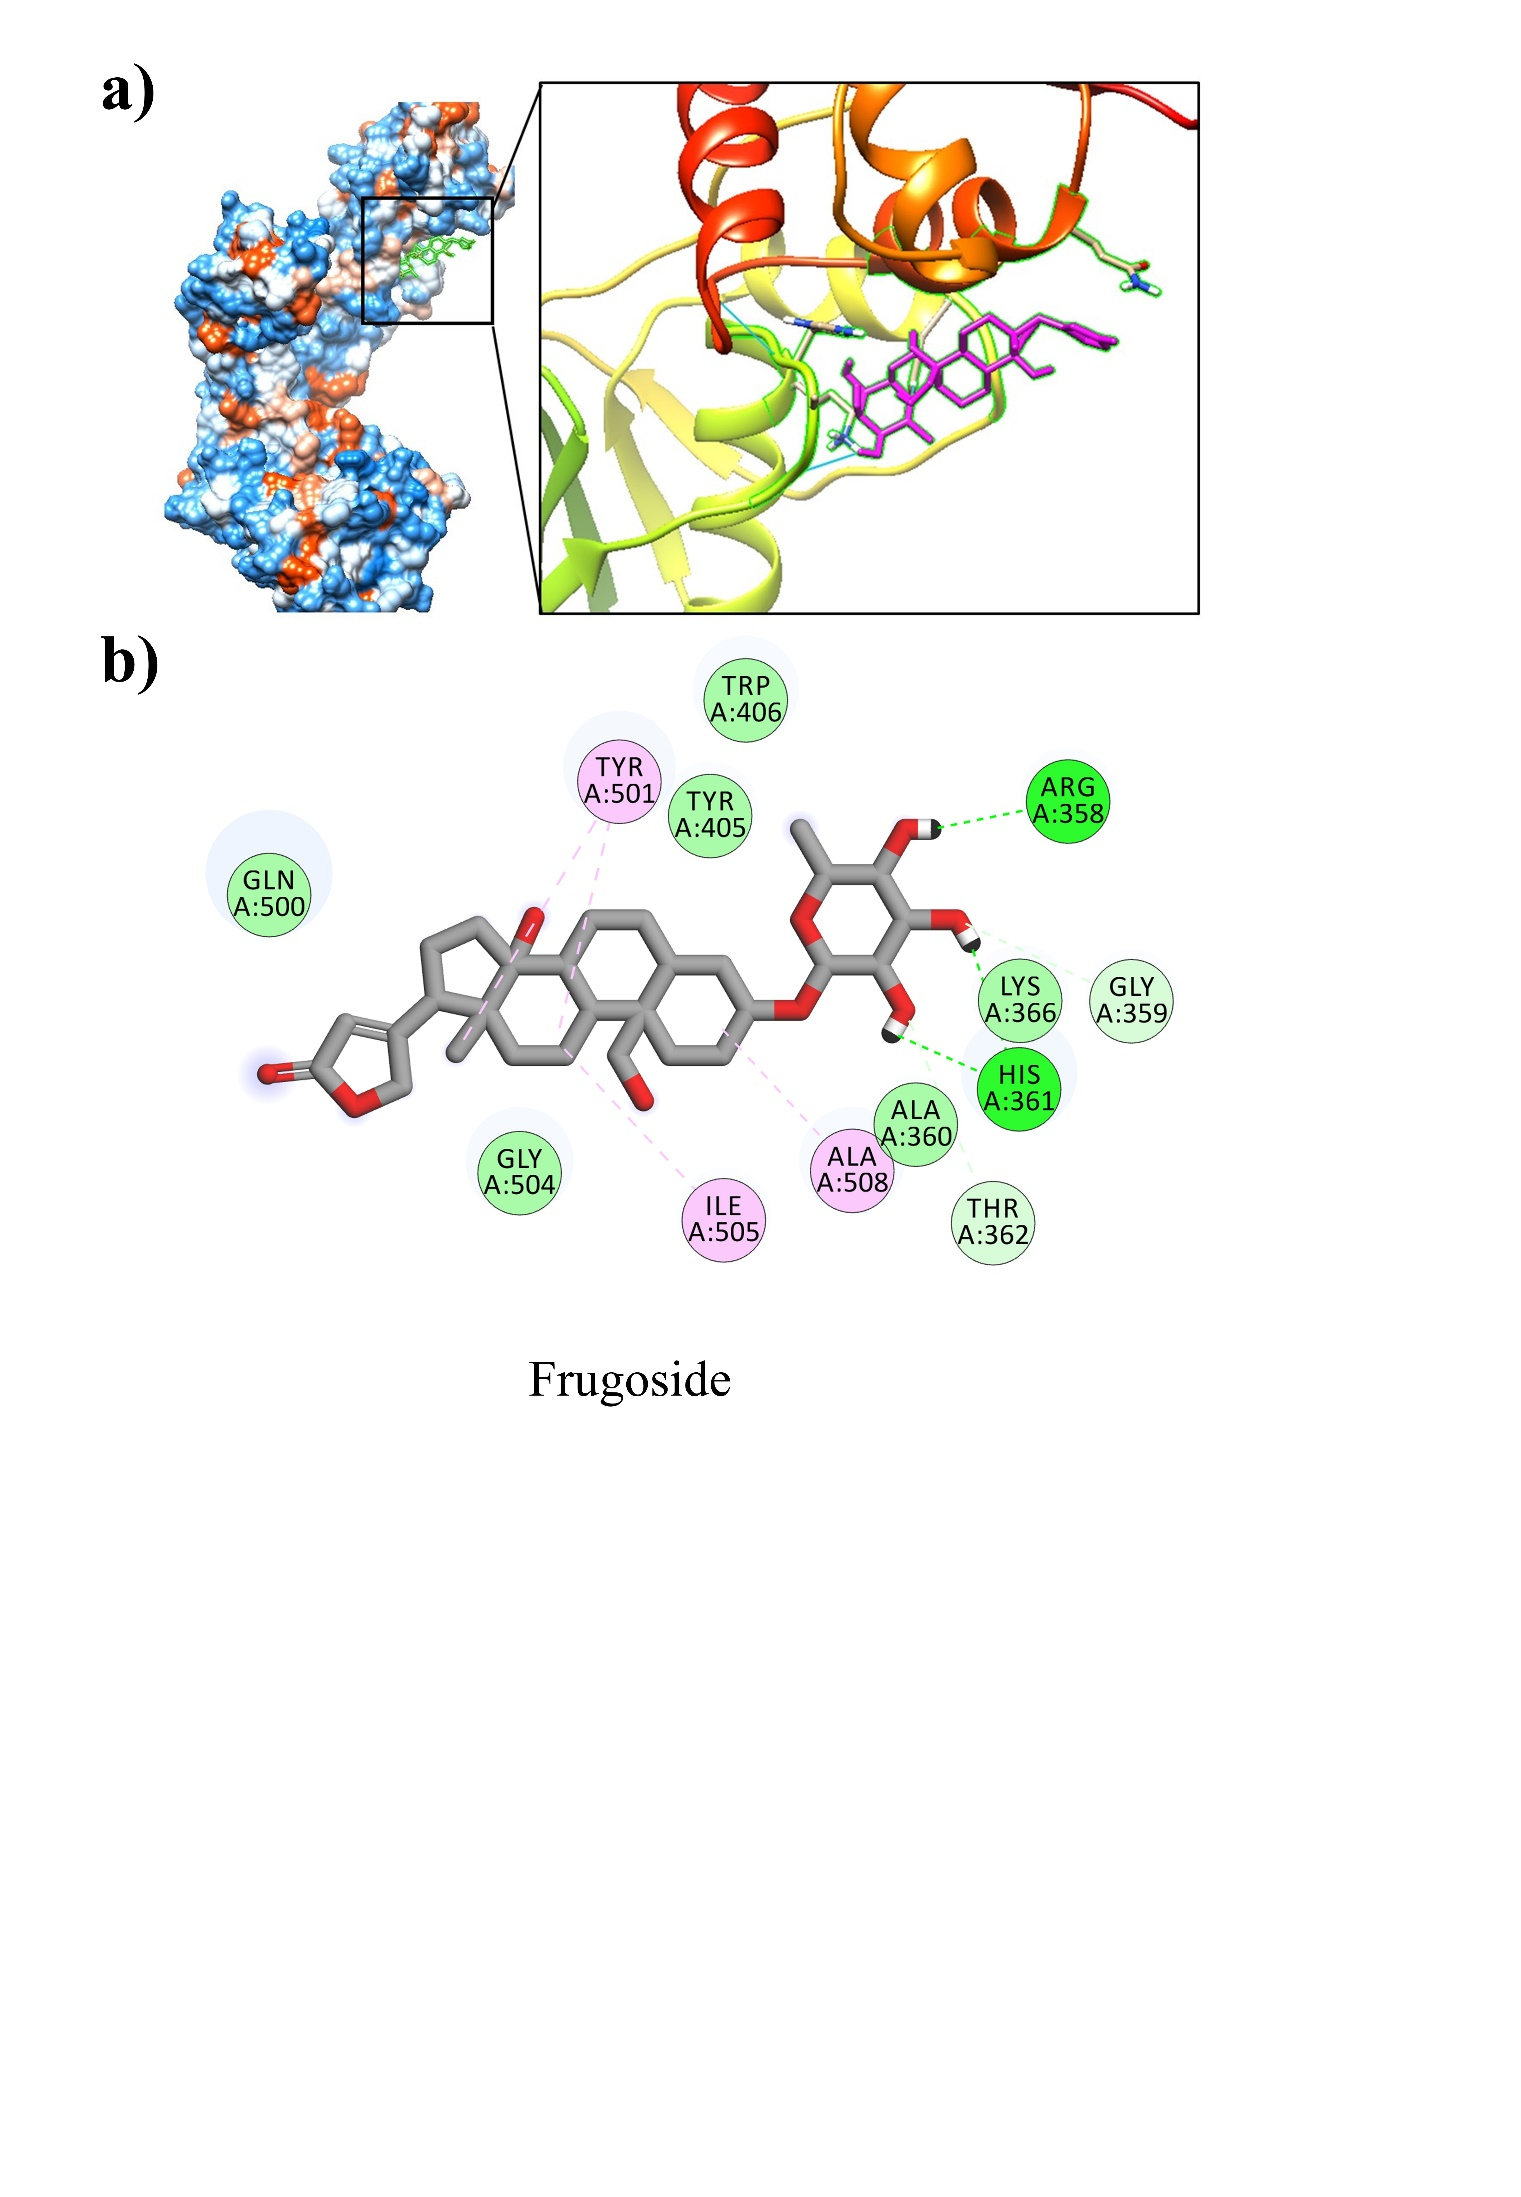 a)
b)
TRP
A:406
TYR
A:501
ARG
A:358
TYR
A:405
GLN
A:500
LYS
A:366
GLY
A:359
HIS
A:361
ALA
A:360
GLY
A:504
ALA
A:508
ILE
A:505
THR
A:362
Frugoside